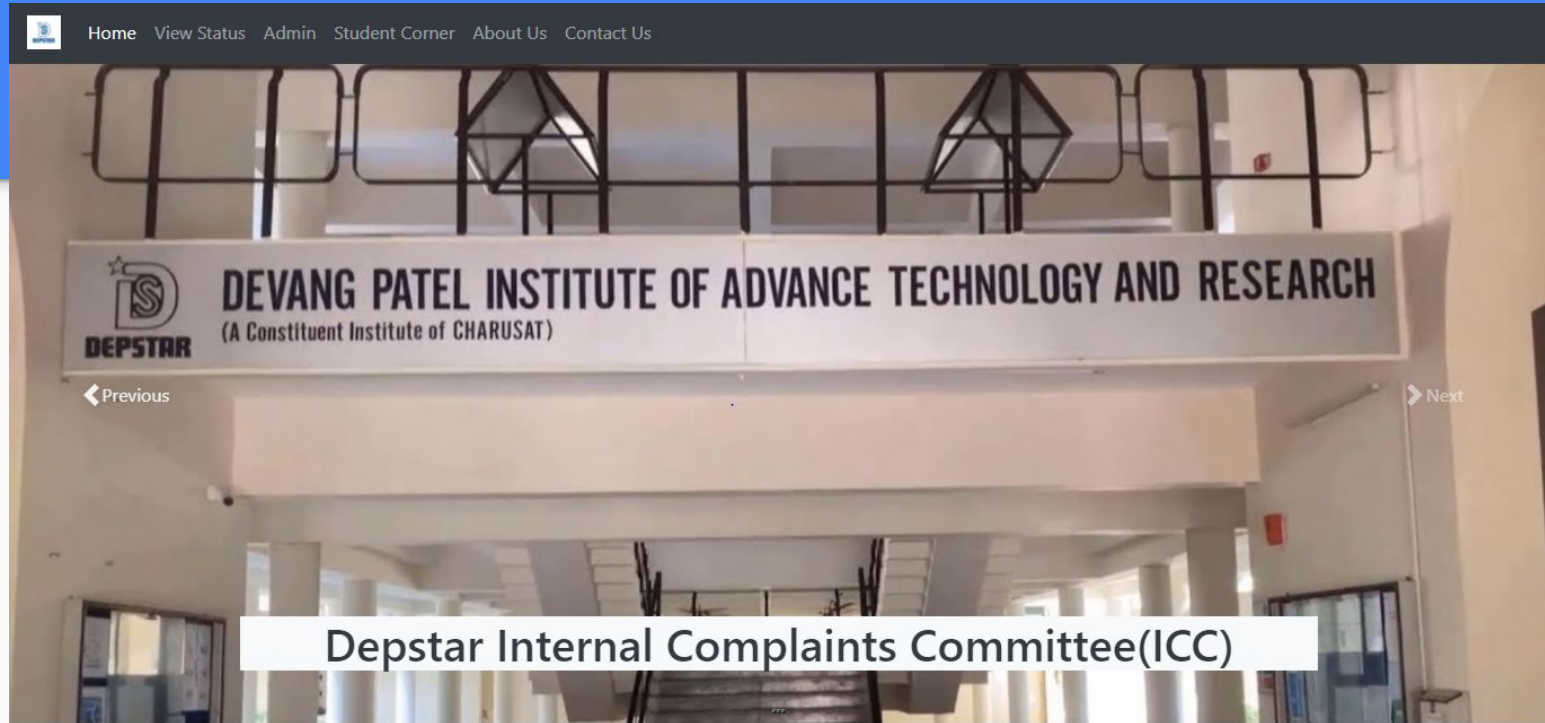 DEPSTAR
Home View Status Admin Student Corner About Us Contact Us
DEVANG PATEL INSTITUTE OF ADVANCE TECHNOLOGY AND RESEARCH
(A Constituent Institute of CHARUSAT)
DEPSTAR
Previous
Next
Depstar Internal Complaints Committee(ICC)
...